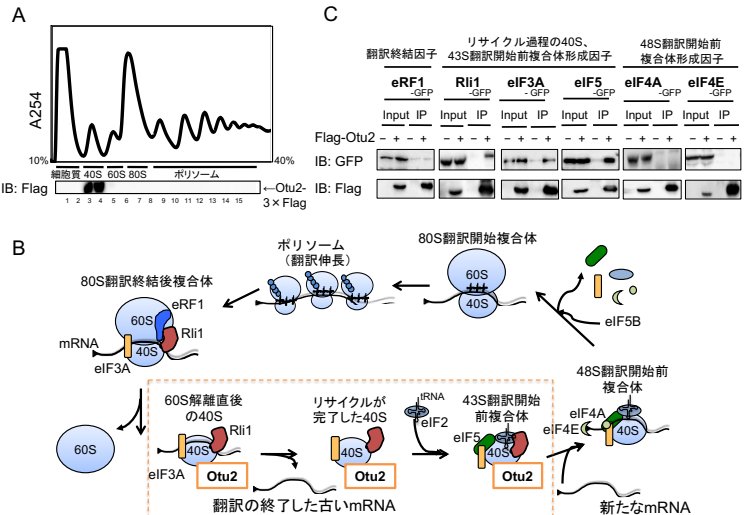 A
A254
10%
40%
細胞質 40S 60S 80S ポリソーム
IB: Flag
←Otu2-
3×Flag
1 2 3 4 5 6 7 8 9 10 11 12 13 14 15
C
翻訳終結因子
リサイクル過程の40S、
43S翻訳開始前複合体形成因子
48S翻訳開始前
複合体形成因子
eRF1 Rli1 eIF3A eIF5 eIF4A eIF4E
-GFP -GFP -GFP -GFP -GFP -GFP
Input IP Input IP Input IP Input IP Input IP Input IP
Flag-Otu2 - + - + - + - + - + - + - + - + - + - + - + - +
IB: GFP
IB: Flag
B
80S翻訳終結後複合体
60S
eRF1
Rli1
mRNA
40S
eIF3A
ポリソーム
(翻訳伸長)
80S翻訳開始複合体
60S
40S
eIF5B
48S翻訳開始前
複合体
eIF4A
eIF4E
40S
新たなmRNA
60S
60S解離直後
の40S
Rli1
40S
eIF3A
Otu2
リサイクルが
完了した40S
40S
Otu2
翻訳の終了した古いmRNA
tRNA
eIF2
43S翻訳開始
前複合体
eIF5
40S
Otu2